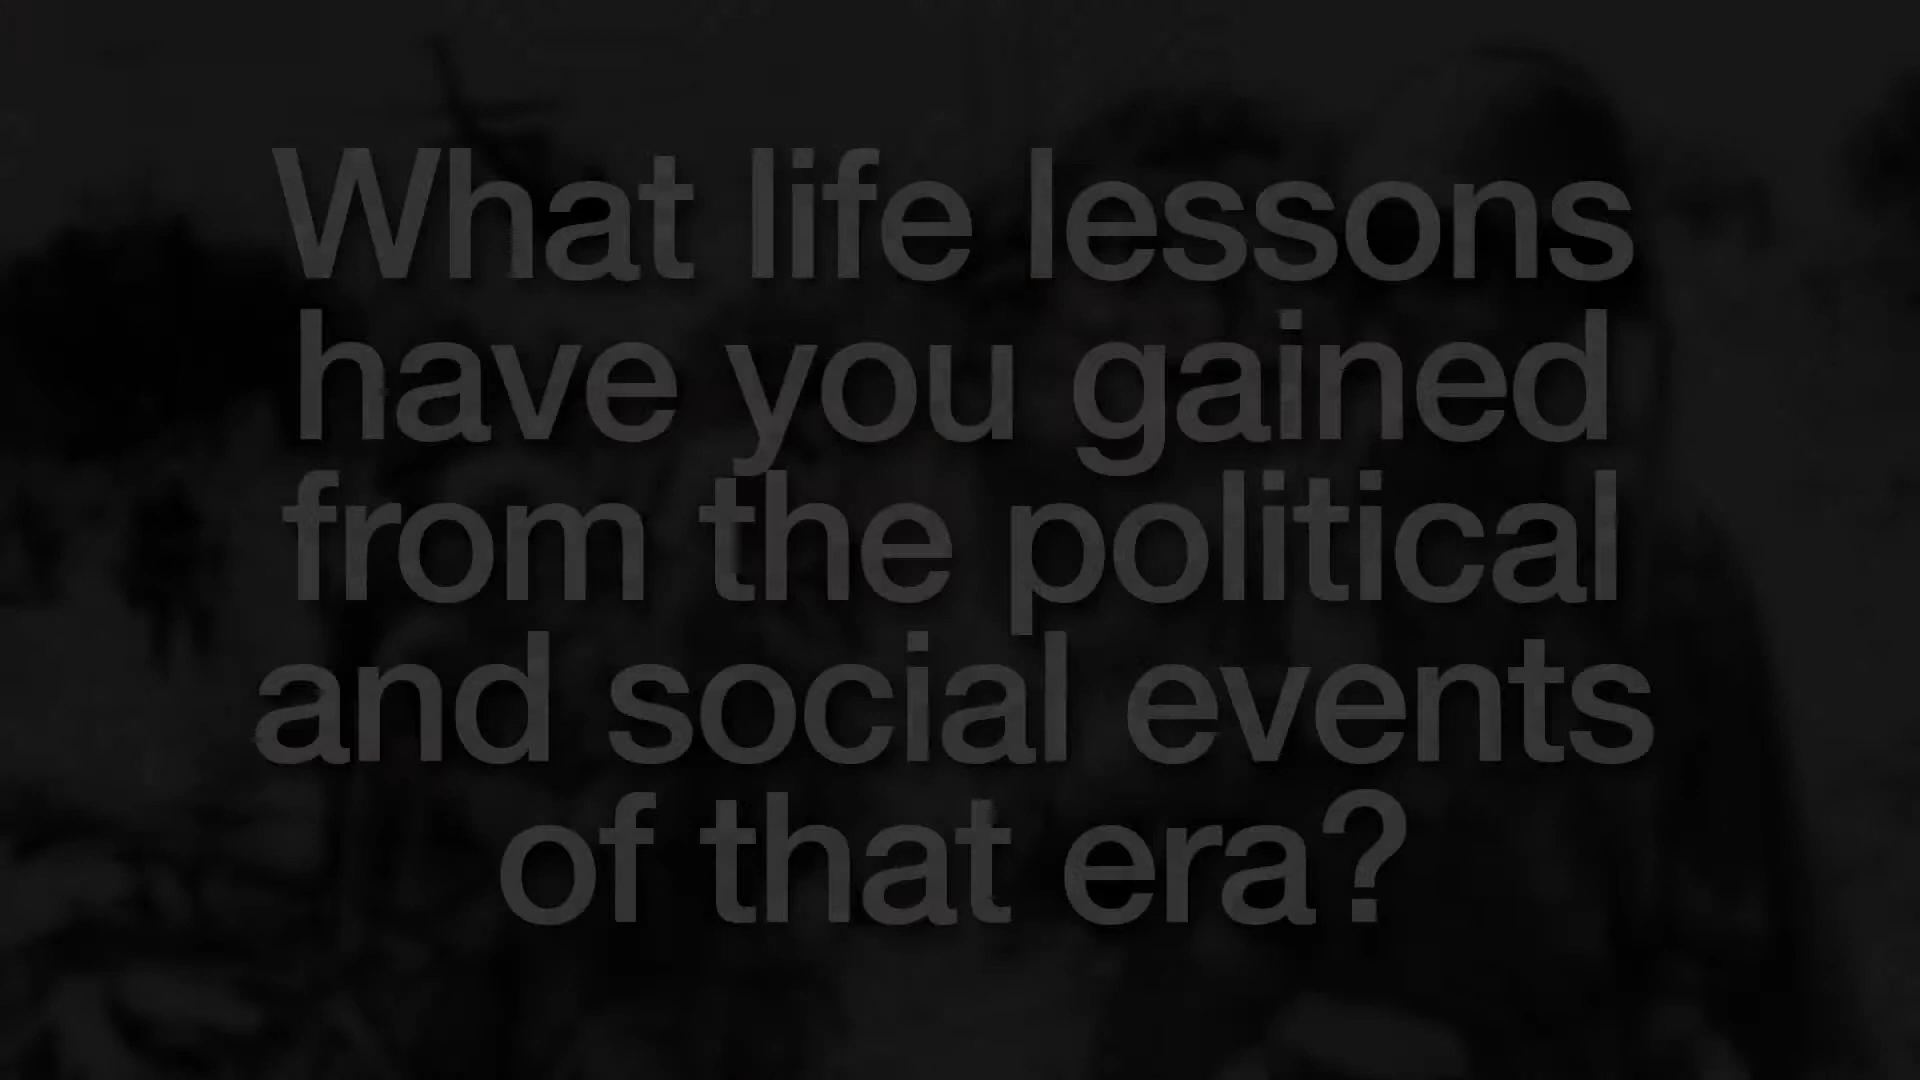 What life lessons
have you gained
from the political
and social events
of that era?